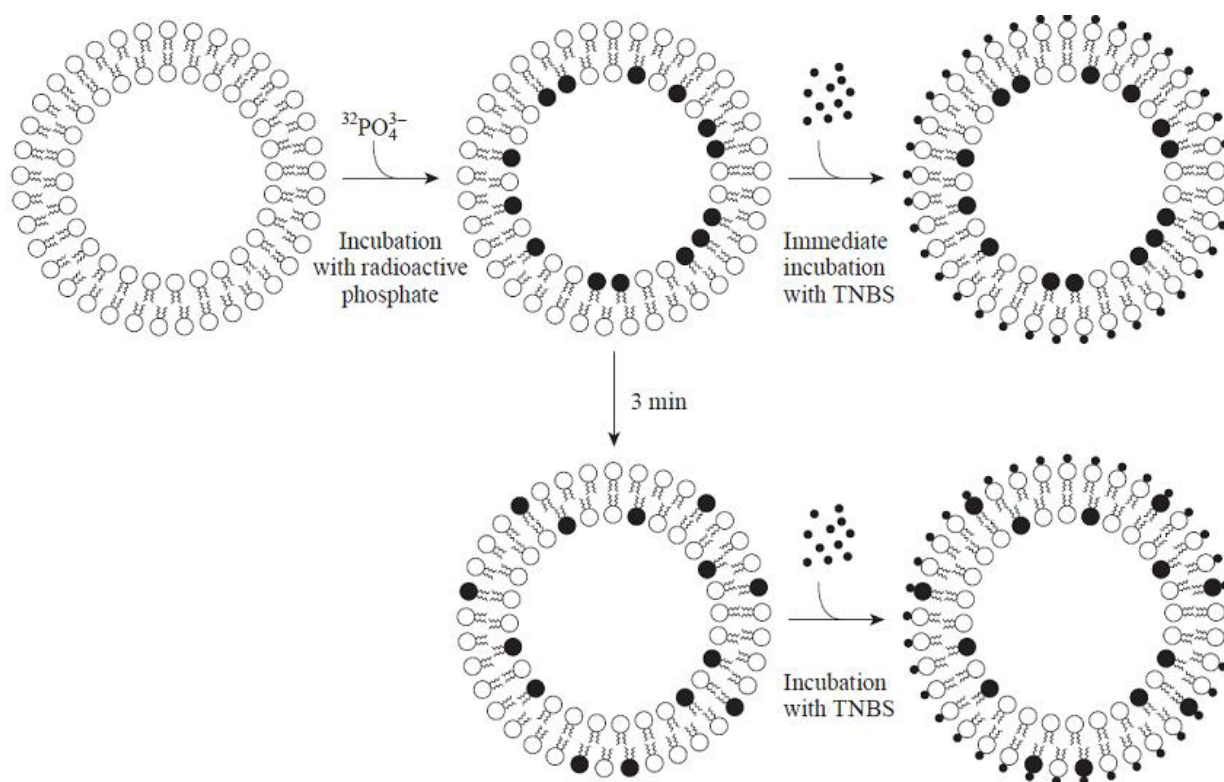 ³²PO₄³⁻
Incubation
with radioactive
phosphate
Immediate
incubation
with TNBS
3 min
Incubation
with TNBS